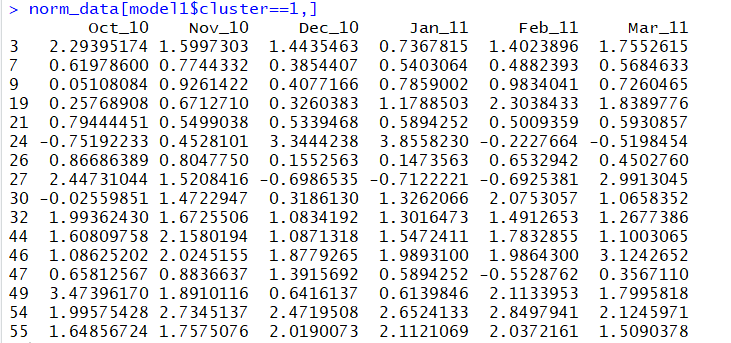 > norm_data[model1$cluster==1,]
Oct_10 Nov_10 Dec_10 Jan_11 Feb_11 Mar_11
3 2.29395174 1.5997303 1.4435463 0.7367815 1.4023896 1.7552615
7 0.61978600 0.7744332 0.3854407 0.5403064 0.4882393 0.5684633
9 0.05108084 0.9261422 0.4077166 0.7859002 0.9834041 0.7260465
19 0.25768908 0.6712710 0.3260383 1.1788503 2.3038433 1.8389776
21 0.79444451 0.5499038 0.5339468 0.5894252 0.5009359 0.5930857
24 -0.75192233 0.4528101 3.3444238 3.8558230 -0.2227664 -0.5198454
26 0.86686389 0.8047750 0.1552563 0.1473563 0.6532942 0.4502760
27 2.44731044 1.5208416 -0.6986535 -0.7122221 -0.6925381 2.9913045
30 -0.02559851 1.4722947 0.3186130 1.3262066 2.0753057 1.0658352
32 1.99362430 1.6725506 1.0834192 1.3016473 1.4912653 1.2677386
44 1.60809758 2.1580194 1.0871318 1.5472411 1.7832855 1.1003065
46 1.08625202 2.0245155 1.8779265 1.9893100 1.9864300 3.1242652
47 0.65812567 0.8836637 1.3915692 0.5894252 -0.5528762 0.3567110
49 3.47396170 1.8910116 0.6416137 0.6139846 2.1133953 1.7995818
54 1.99575428 2.7345137 2.4719508 2.6524133 2.8497941 2.1245971
55 1.64856724 1.7575076 2.0190073 2.1121069 2.0372161 1.5090378